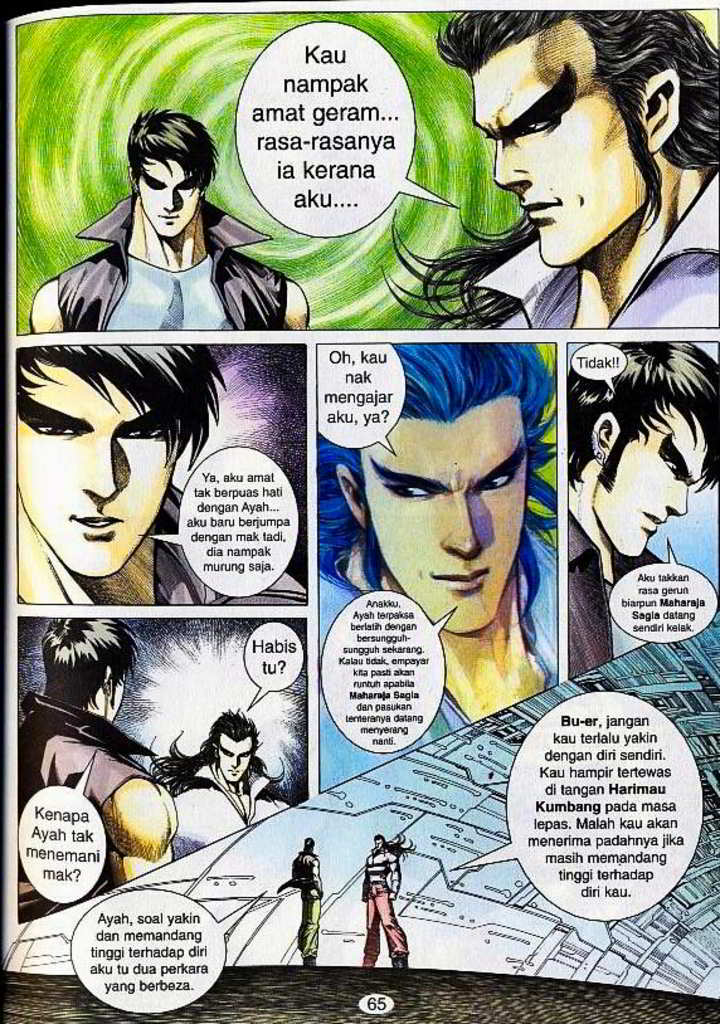 Kau
nampak
amat geram...
rasa-rasanya
ia kerana
aku....
Ya, aku amat
tak berpuas hati
dengan Ayah...
aku baru berjumpa
dengan mak tadi,
dia nampak
murung saja.
Oh, kau
nak
mengajar
aku, ya?
Anakku,
Ayah terpaksa
berlatih dengan
bersungguh-
sungguh sekarang.
Kalau tidak, empayar
kita pasti akan
runtuh apabila
Maharaja Sagia
dan pasukan
tenteranya datang
menyerang
nanti.
Tidak!!
Aku takkan
rasa gerun
biarpun Maharaja
Sagia datang
sendiri kelak.
Habis
tu?
Kenapa
Ayah tak
menemani
mak?
Bu-er, jangan
kau terlalu yakin
dengan diri sendiri.
Kau hampir tertewas
di tangan Harimau
Kumbang pada masa
lepas. Malah kau akan
menerima padahnya jika
masih memandang
tinggi terhadap
diri kau.
Ayah, soal yakin
dan memandang
tinggi terhadap diri
aku tu dua perkara
yang berbeza.
65